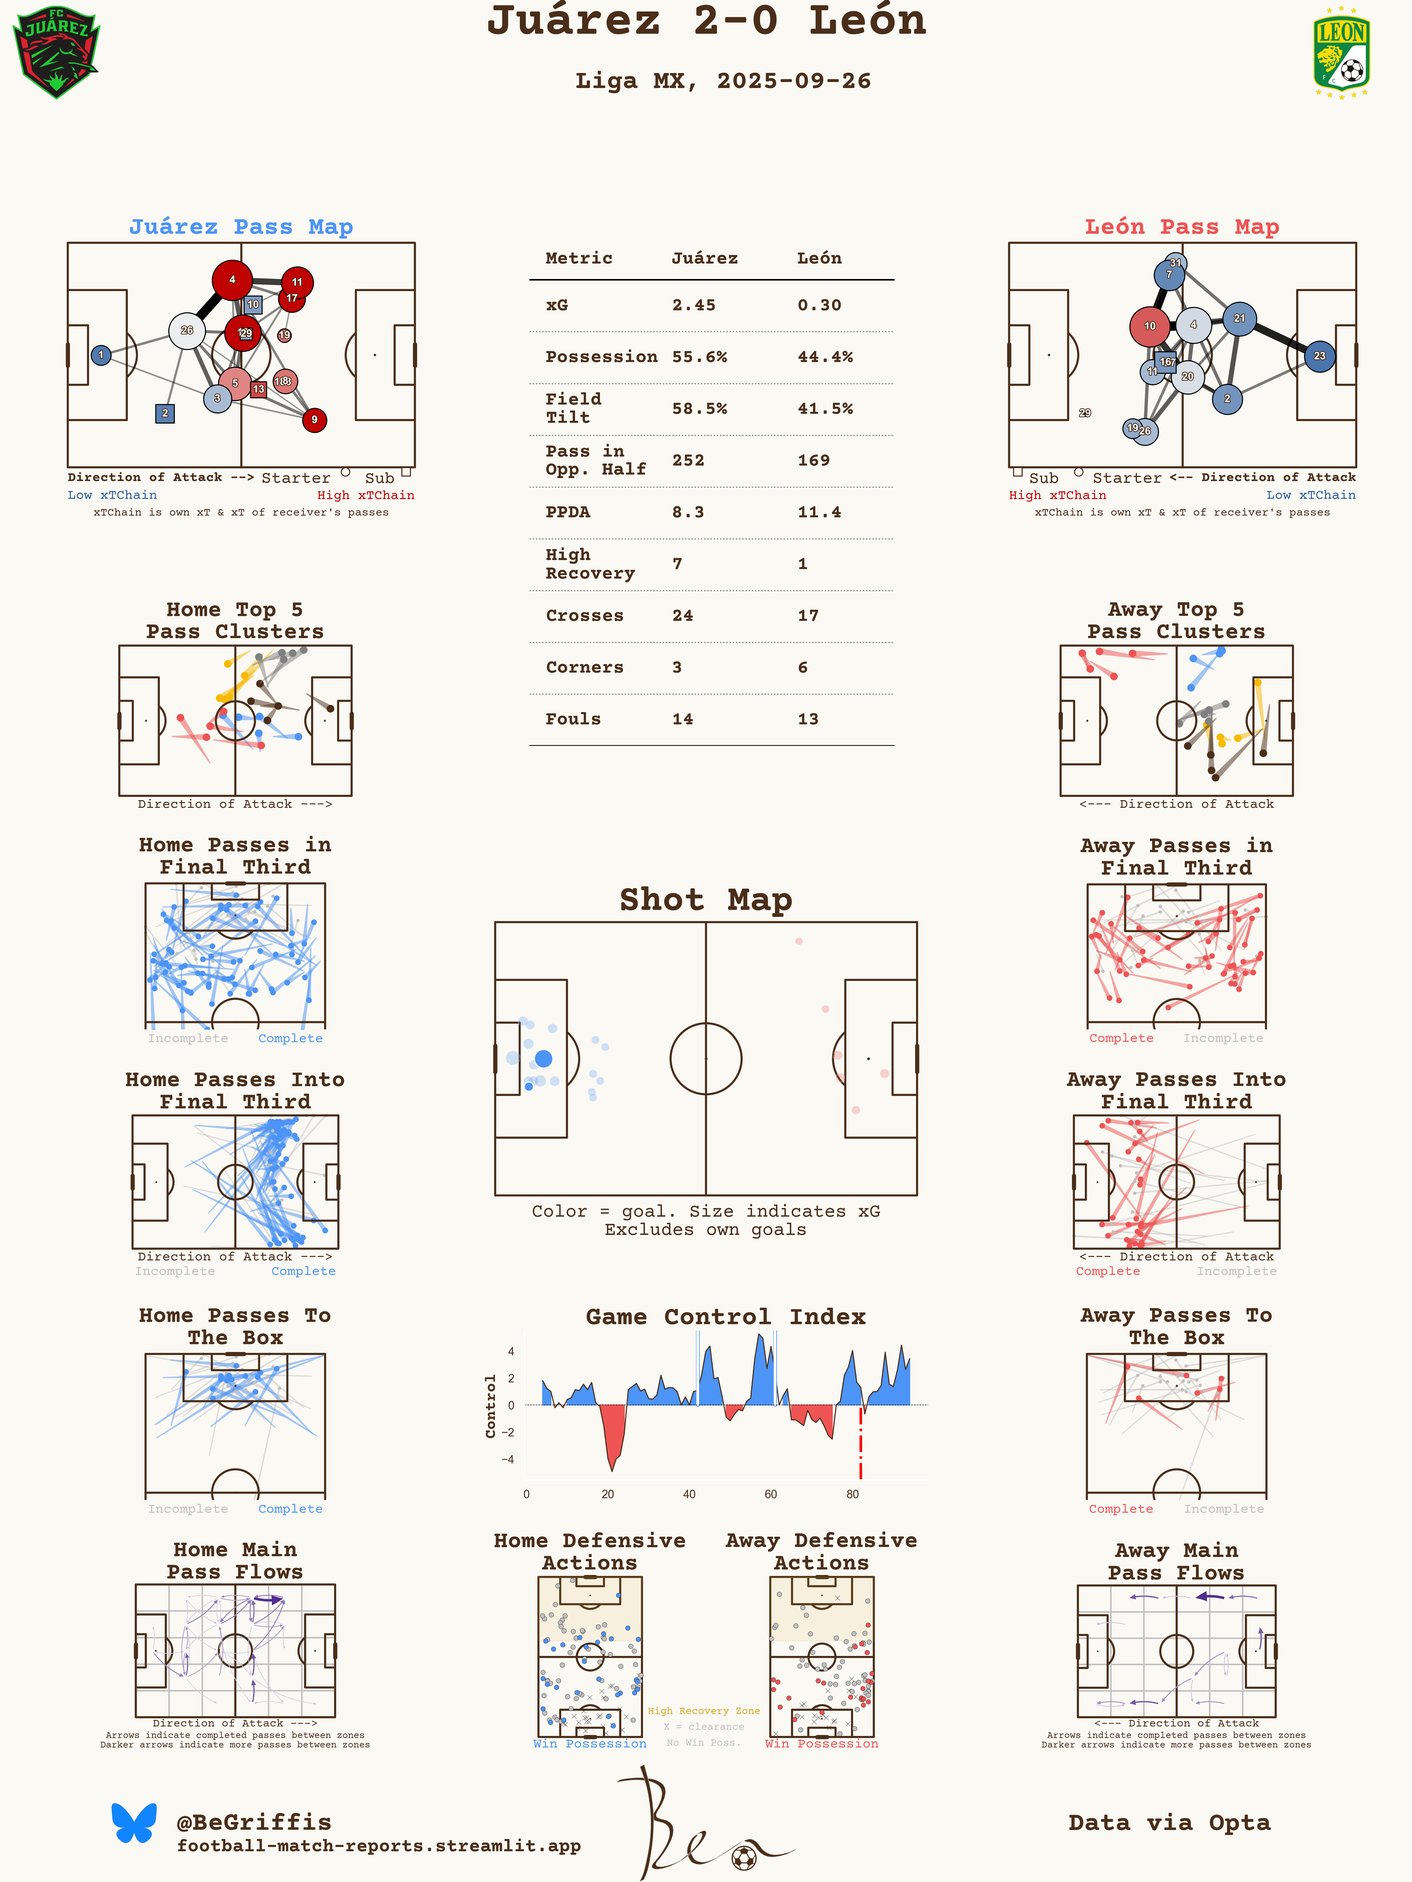 Juárez 2-0 León
Liga MX, 2025-09-26
FC
JUÁREZ
LEON
F C
Juárez Pass Map
4
11
17
10
26
29
19
1
5
18
8
13
3
2
9
Direction of Attack --> Starter Sub
Low xTChain High xTChain
xTChain is own xT & xT of receiver's passes
Metric Juárez León
xG 2.45 0.30
Possession 55.6% 44.4%
Field
Tilt 58.5% 41.5%
Pass in
Opp. Half 252 169
PPDA 8.3 11.4
High
Recovery 7 1
Crosses 24 17
Corners 3 6
Fouls 14 13
León Pass Map
31
7
10
4
21
23
16
11
20
2
29
19
26
Sub Starter <-- Direction of Attack
High xTChain Low xTChain
xTChain is own xT & xT of receiver's passes
Home Top 5
Pass Clusters
Direction of Attack --->
Away Top 5
Pass Clusters
<--- Direction of Attack
Home Passes in
Final Third
Incomplete Complete
Away Passes in
Final Third
Complete Incomplete
Shot Map
Color = goal. Size indicates xG
Excludes own goals
Home Passes Into
Final Third
Direction of Attack --->
Incomplete Complete
Away Passes Into
Final Third
<--- Direction of Attack
Complete Incomplete
Home Passes To
The Box
Incomplete Complete
Game Control Index
Control
4
2
0
−2
−4
0 20 40 60 80
Away Passes To
The Box
Complete Incomplete
Home Main
Pass Flows
Direction of Attack --->
Arrows indicate completed passes between zones
Darker arrows indicate more passes between zones
Home Defensive
Actions
Win Possession
Away Defensive
Actions
Win Possession
High Recovery Zone
X = clearance
No Win Poss.
Away Main
Pass Flows
<--- Direction of Attack
Arrows indicate completed passes between zones
Darker arrows indicate more passes between zones
@BeGriffis
football-match-reports.streamlit.app
Ben
Data via Opta